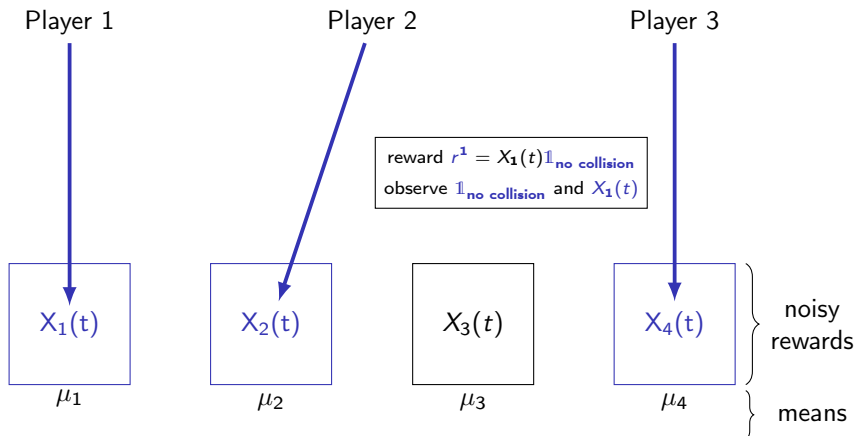 Player 1 Player 2 Player 3
reward r¹ = X₁(t)𝟙no collision
observe 𝟙no collision and X₁(t)
X₁(t) X₂(t) X₃(t) X₄(t)
noisy
rewards
μ₁ μ₂ μ₃ μ₄
means